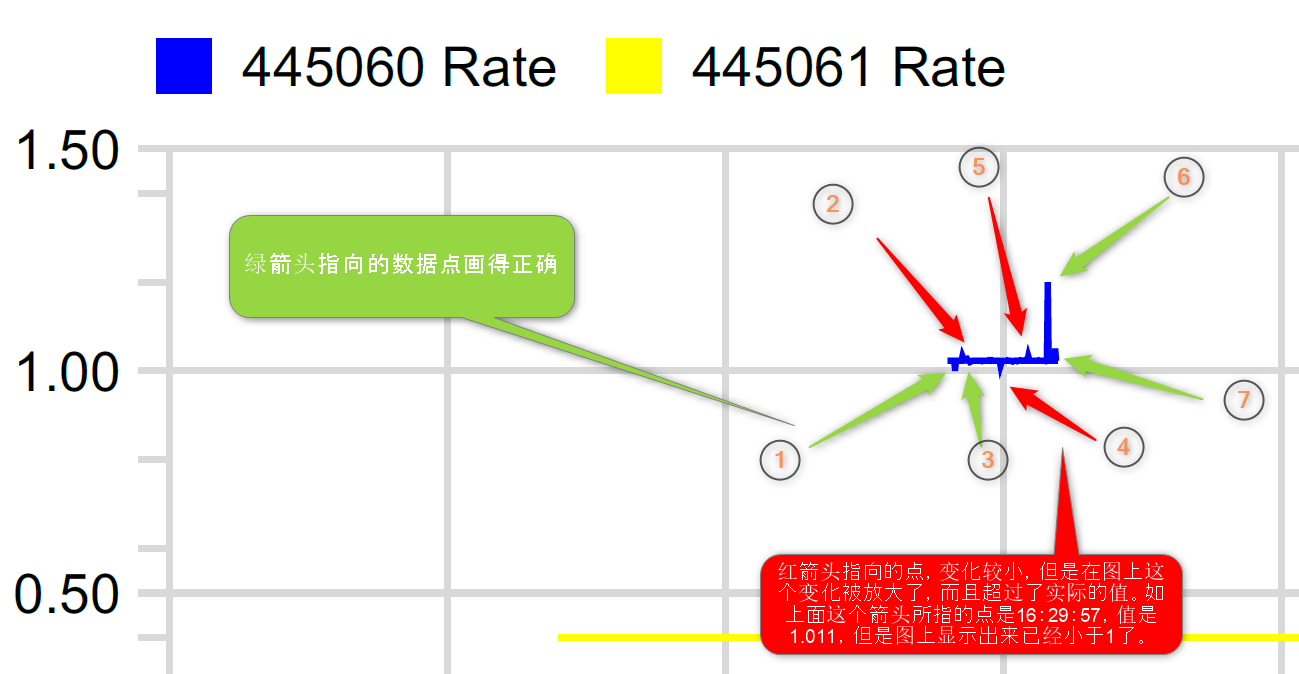 445060 Rate 445061 Rate
1.50
⑤
⑥
②
绿箭头指向的数据点画得正确
1.00
⑦
④
①
③
红箭头指向的点, 变化较小, 但是在图上这
个变化被放大了, 而且超过了实际的值。如
上面这个箭头所指的点是16:29:57, 值是
1.011, 但是图上显示出来已经小于1了。
0.50